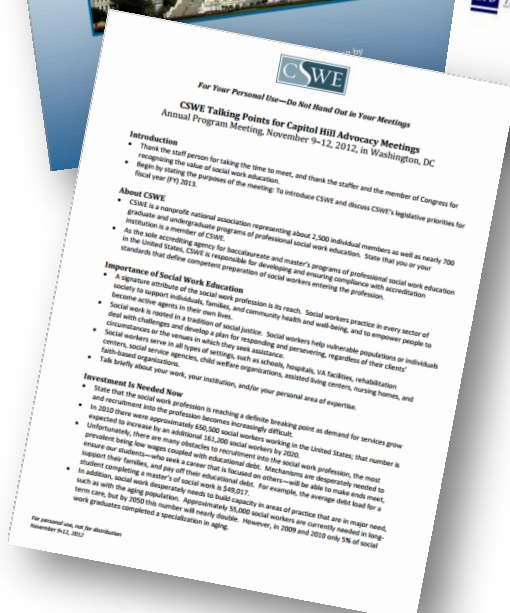 by
CSWE
For Your Personal Use—Do Not Hand Out in Your Meetings
CSWE Talking Points for Capitol Hill Advocacy Meetings
Annual Program Meeting, November 9–12, 2012, in Washington, DC
Introduction
• Thank the staff person for taking the time to meet, and thank the staffer and the member of Congress for
recognizing the value of social work education. State that you or your
• Begin by stating the purposes of the meeting: To introduce CSWE and discuss CSWE's legislative priorities for
fiscal year (FY) 2013.
About CSWE
• CSWE is a nonprofit national association representing about 2,500 individual members as well as nearly 700
graduate and undergraduate programs of professional social work education. State that you or your
institution is a member of CSWE.
• As the sole accrediting agency for baccalaureate and master's programs of professional social work education
in the United States, CSWE is responsible for developing and ensuring compliance with accreditation
standards that define competent preparation of social workers entering the profession.
Importance of Social Work Education
• A signature attribute of the social work profession is its reach. Social workers practice in every sector of
society to support individuals, families, and community health and well-being, and to empower people to
become active agents in their own lives.
• Social work is rooted in a tradition of social justice. Social workers help vulnerable populations or individuals
deal with challenges and develop a plan for responding and persevering, regardless of their clients'
circumstances or the venues in which they seek assistance.
• Social workers serve in all types of settings, such as schools, hospitals, VA facilities, rehabilitation
centers, social service agencies, child welfare organizations, assisted living centers, nursing homes, and
faith-based organizations.
• Talk briefly about your work, your institution, and/or your personal area of expertise.
Investment Is Needed Now
• State that the social work profession is reaching a definite breaking point as demand for services grow
and recruitment into the profession becomes increasingly difficult.
• In 2010 there were approximately 650,500 social workers working in the United States; that number is
expected to increase by an additional 161,200 social workers by 2020.
• Unfortunately, there are many obstacles to recruitment into the social work profession, the most
prevalent being low wages coupled with educational debt. Mechanisms are desperately needed to
ensure our students—who seek a career that is focused on others—will be able to make ends meet,
support their families, and pay off their educational debt. For example, the average debt load for a
student completing a master's of social work is $49,017.
• In addition, social work desperately needs to build capacity in areas of practice that are in major need,
such as with the aging population. Approximately 55,000 social workers are currently needed in long-
term care, but by 2050 this number will nearly double. However, in 2009 and 2010 only 5% of social
work graduates completed a specialization in aging.
For personal use, not for distribution
November 9–12, 2012